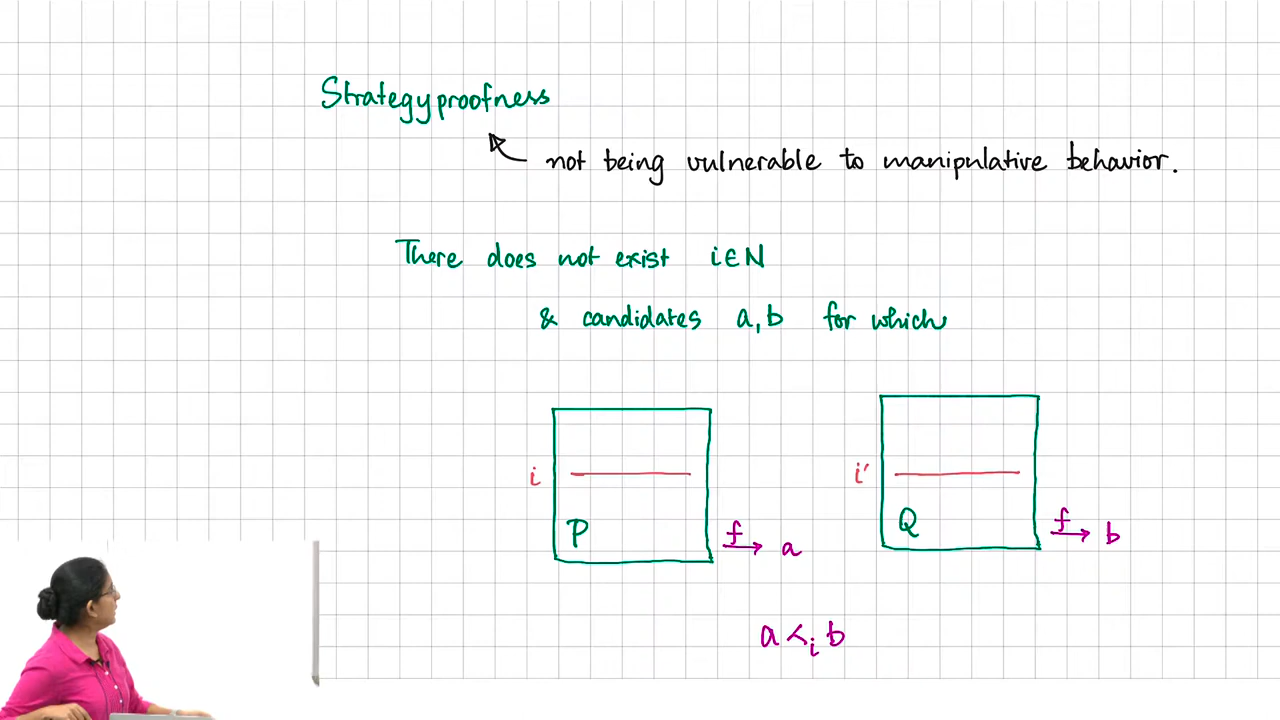 Strategyproofness
not being vulnerable to manipulative behavior.
There does not exist i∈N
& candidates a, b for which
i
P
f → a
i'
Q
f → b
a <ᵢ b